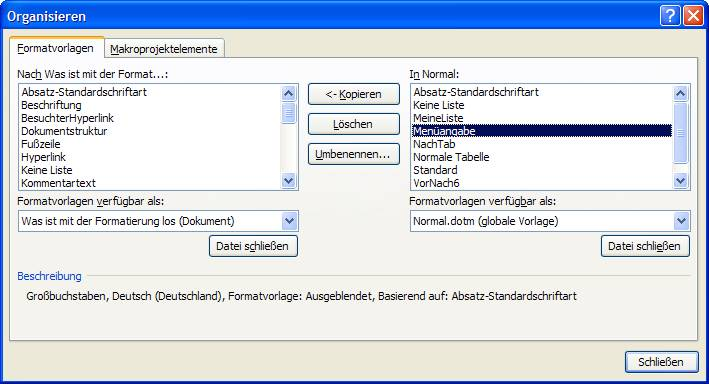 Organisieren
Formatvorlagen
Makroprojektelemente
Nach Was ist mit der Format...:
In Normal:
Absatz-Standardschriftart
Beschriftung
BesuchterHyperlink
Dokumentstruktur
Fußzeile
Hyperlink
Keine Liste
Kommentartext
<- Kopieren
Löschen
Umbenennen...
Absatz-Standardschriftart
Keine Liste
MeineListe
Menüangabe
NachTab
Normale Tabelle
Standard
VorNach6
Formatvorlagen verfügbar als:
Was ist mit der Formatierung los (Dokument)
Datei schließen
Formatvorlagen verfügbar als:
Normal.dotm (globale Vorlage)
Datei schließen
Beschreibung
Großbuchstaben, Deutsch (Deutschland), Formatvorlage: Ausgeblendet, Basierend auf: Absatz-Standardschriftart
Schließen